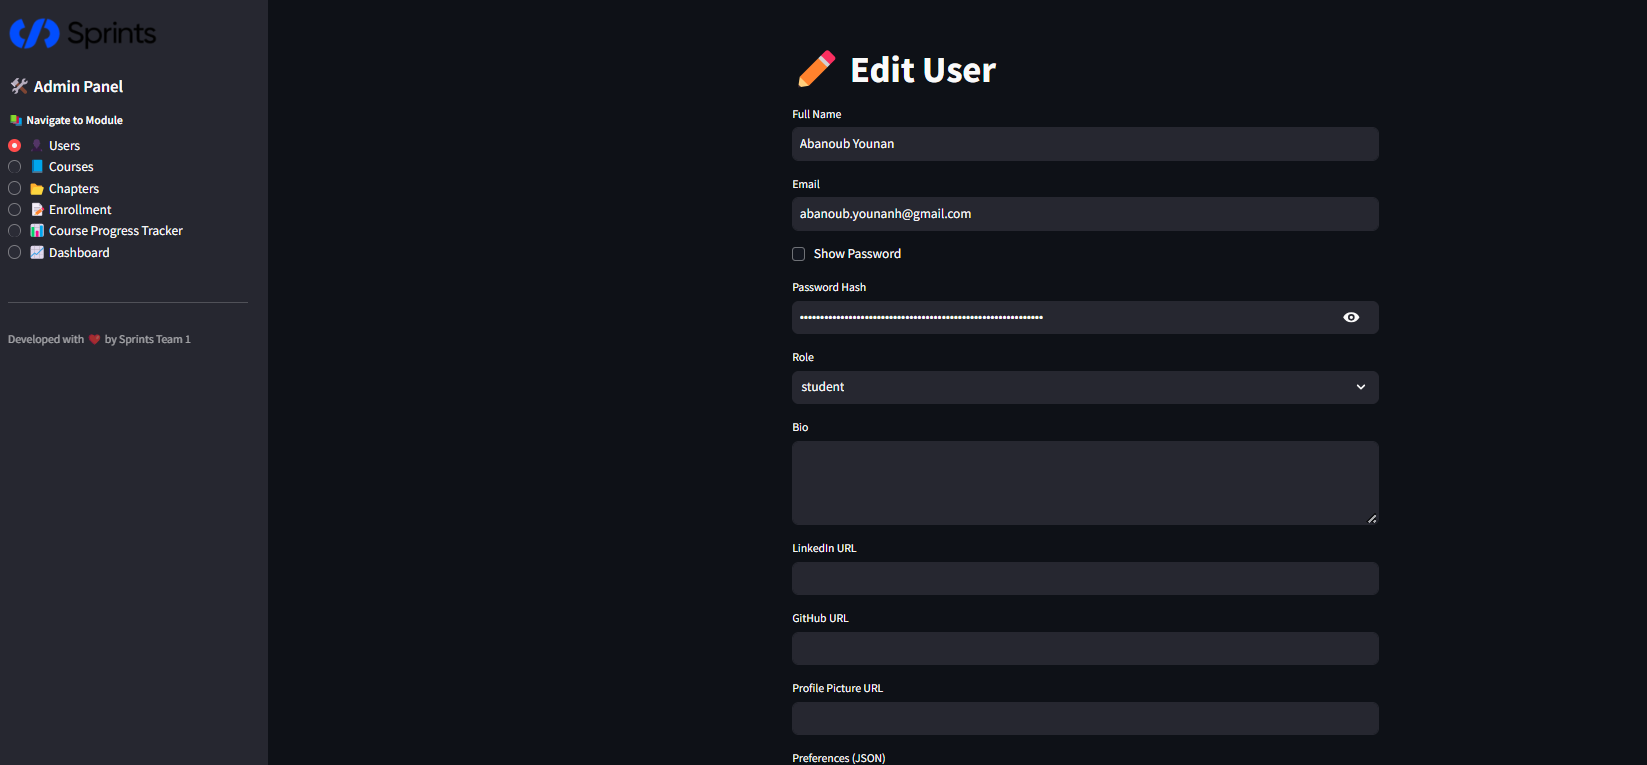 Sprints
🛠️ Admin Panel
📚 Navigate to Module
👤 Users
📘 Courses
📂 Chapters
📝 Enrollment
📊 Course Progress Tracker
📈 Dashboard
Developed with ❤️ by Sprints Team 1
✏️ Edit User
Full Name
Abanoub Younan
Email
abanoub.younanh@gmail.com
Show Password
Password Hash
Role
student
Bio
LinkedIn URL
GitHub URL
Profile Picture URL
Preferences (JSON)